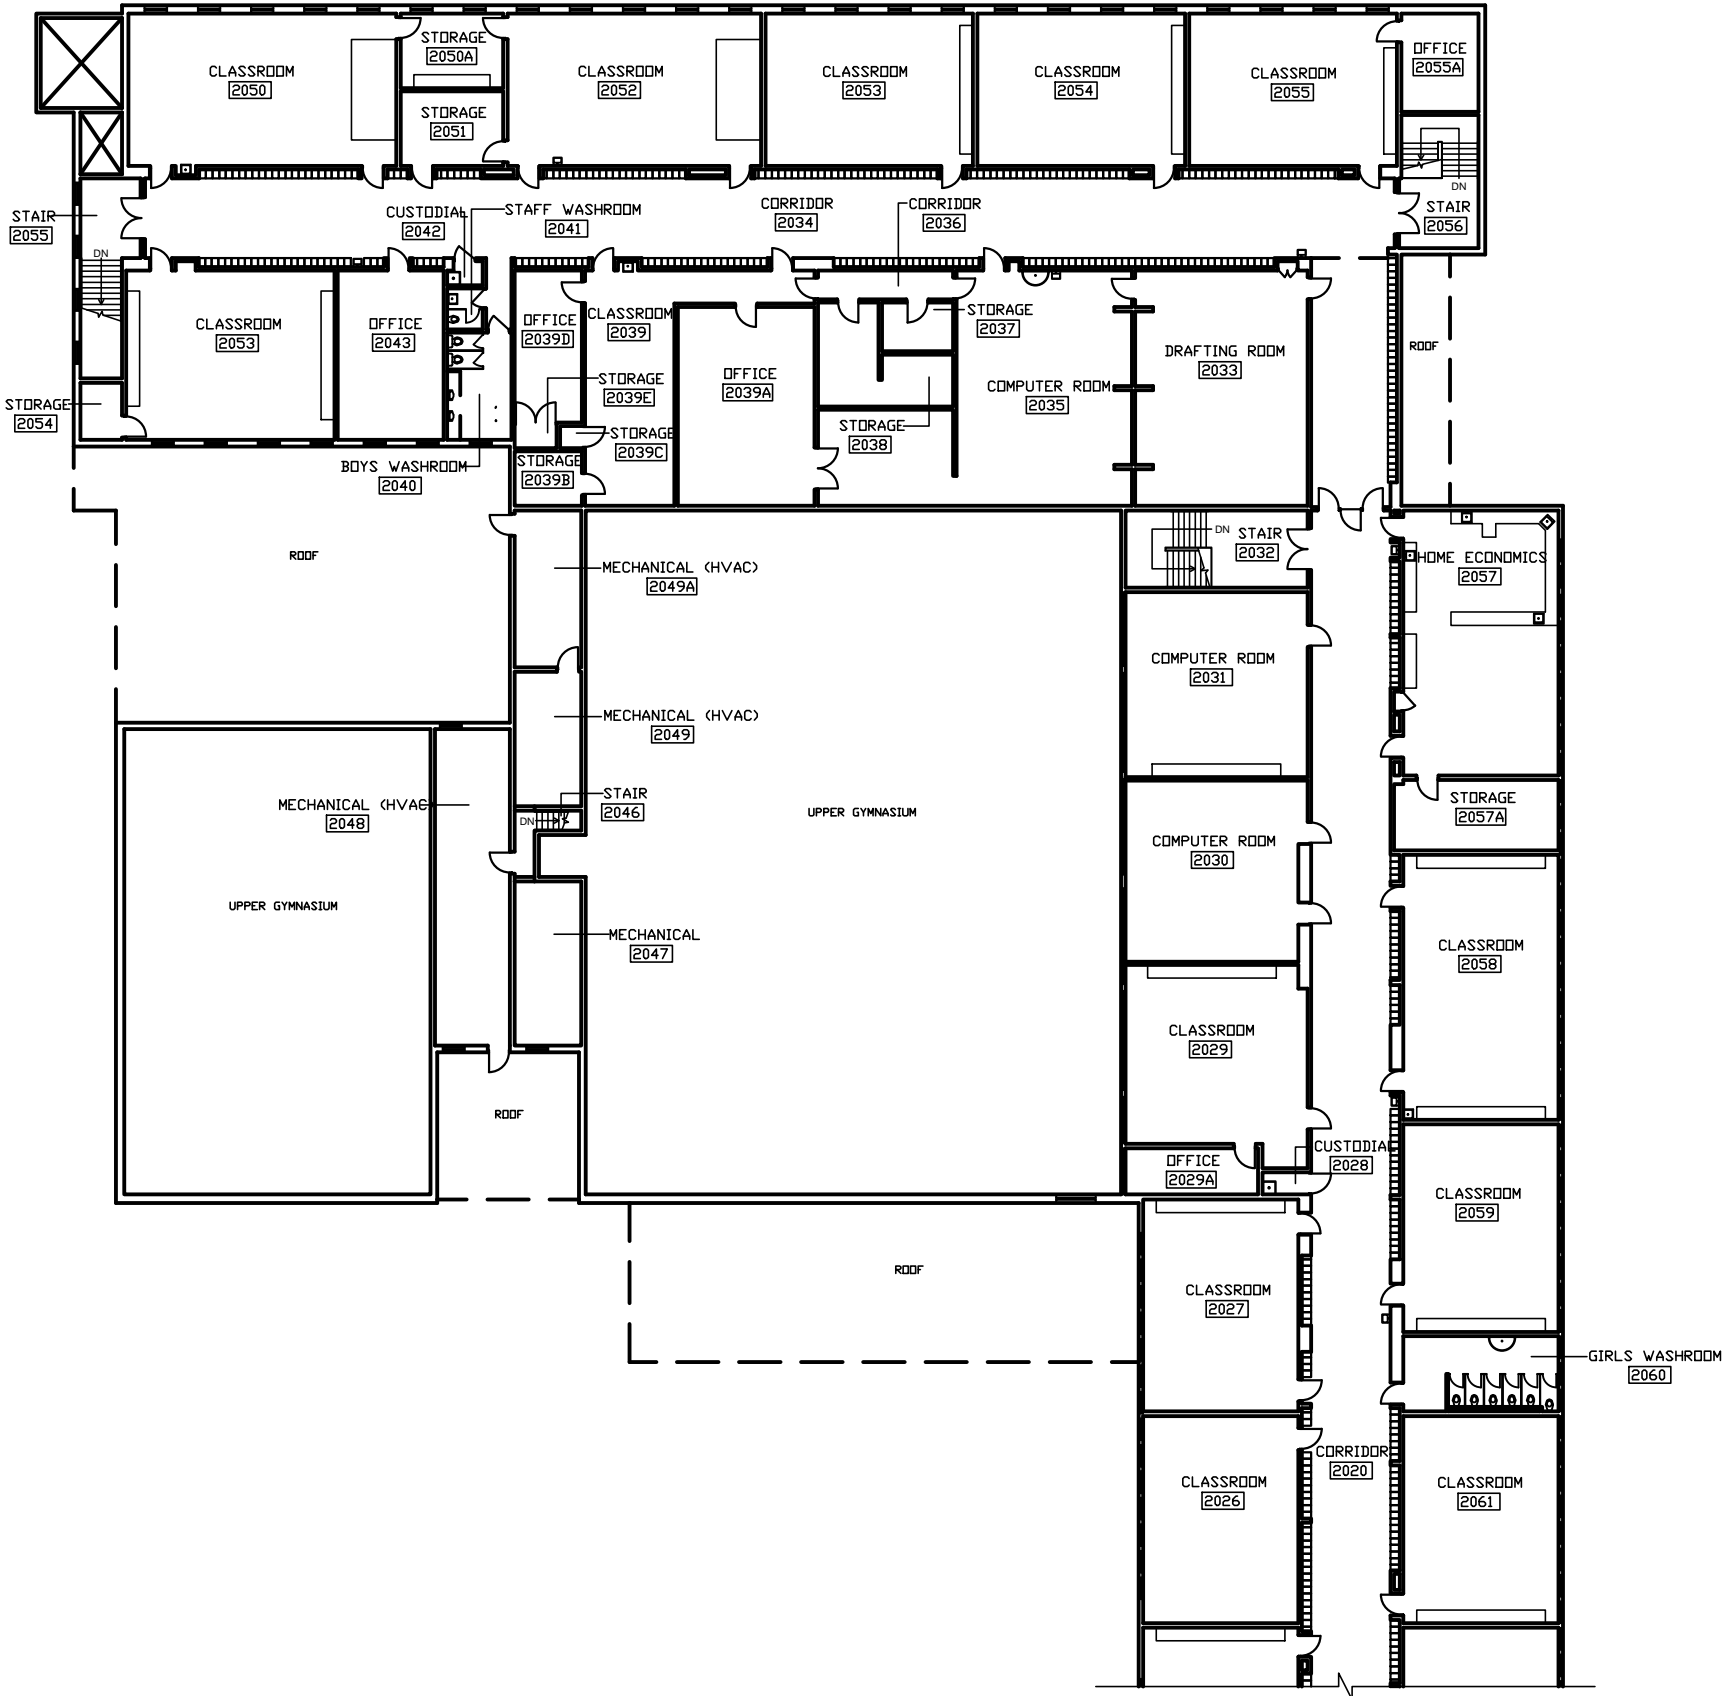 CLASSROOM
2050
STORAGE
2050A
STORAGE
2051
CLASSROOM
2052
CLASSROOM
2053
CLASSROOM
2054
CLASSROOM
2055
OFFICE
2055A
DN
STAIR
2056
STAIR
2055
DN
CUSTODIAL
2042
STAFF WASHROOM
2041
CORRIDOR
2034
CORRIDOR
2036
CLASSROOM
2053
OFFICE
2043
STORAGE
2054
BOYS WASHROOM
2040
OFFICE
2039D
CLASSROOM
2039
STORAGE
2039E
STORAGE
2039C
STORAGE
2039B
OFFICE
2039A
STORAGE
2037
STORAGE
2038
COMPUTER ROOM
2035
DRAFTING ROOM
2033
ROOF
ROOF
MECHANICAL (HVAC)
2049A
DN
STAIR
2032
HOME ECONOMICS
2057
MECHANICAL (HVAC)
2049
COMPUTER ROOM
2031
STAIR
2046
DN
MECHANICAL (HVAC
2048
UPPER GYMNASIUM
STORAGE
2057A
COMPUTER ROOM
2030
UPPER GYMNASIUM
MECHANICAL
2047
CLASSROOM
2058
CLASSROOM
2029
ROOF
OFFICE
2029A
CUSTODIAL
2028
CLASSROOM
2059
ROOF
CLASSROOM
2027
GIRLS WASHROOM
2060
CORRIDOR
2020
CLASSROOM
2026
CLASSROOM
2061